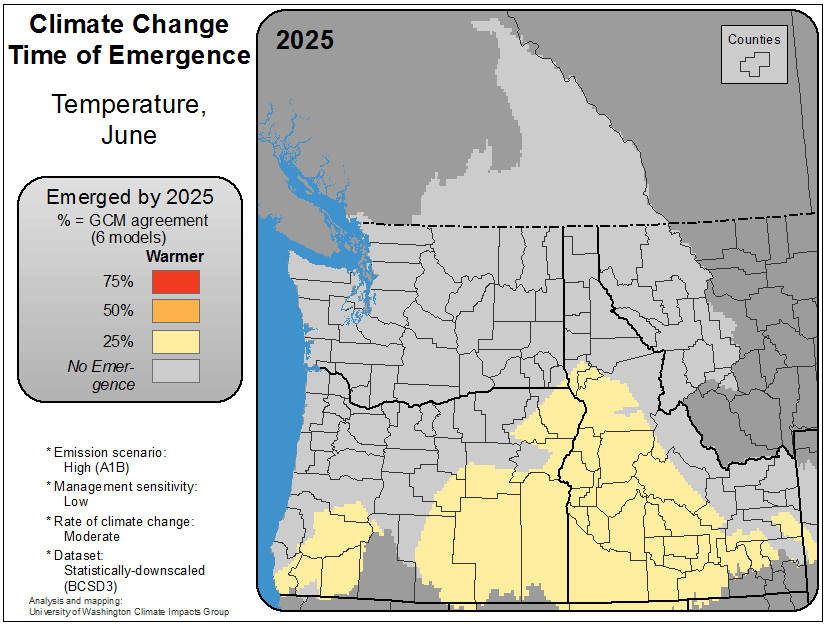 Climate Change
Time of Emergence
Temperature,
June
Emerged by 2025
% = GCM agreement
(6 models)
Warmer
75%
50%
25%
No Emer-
gence
* Emission scenario:
High (A1B)
* Management sensitivity:
Low
* Rate of climate change:
Moderate
* Dataset:
Statistically-downscaled
(BCSD3)
Analysis and mapping:
University of Washington Climate Impacts Group
2025
Counties